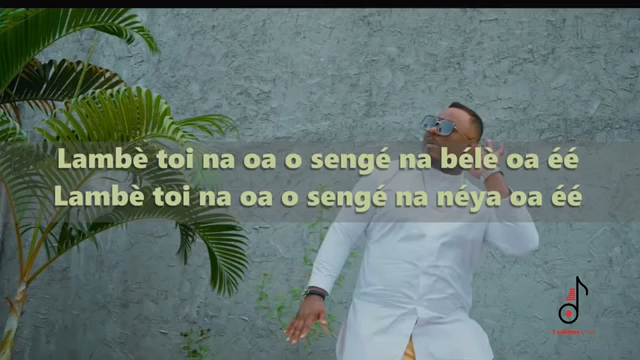 Lambè toi na oa o sengé na bélè oa éé
Lambè toi na oa o sengé na néya oa éé